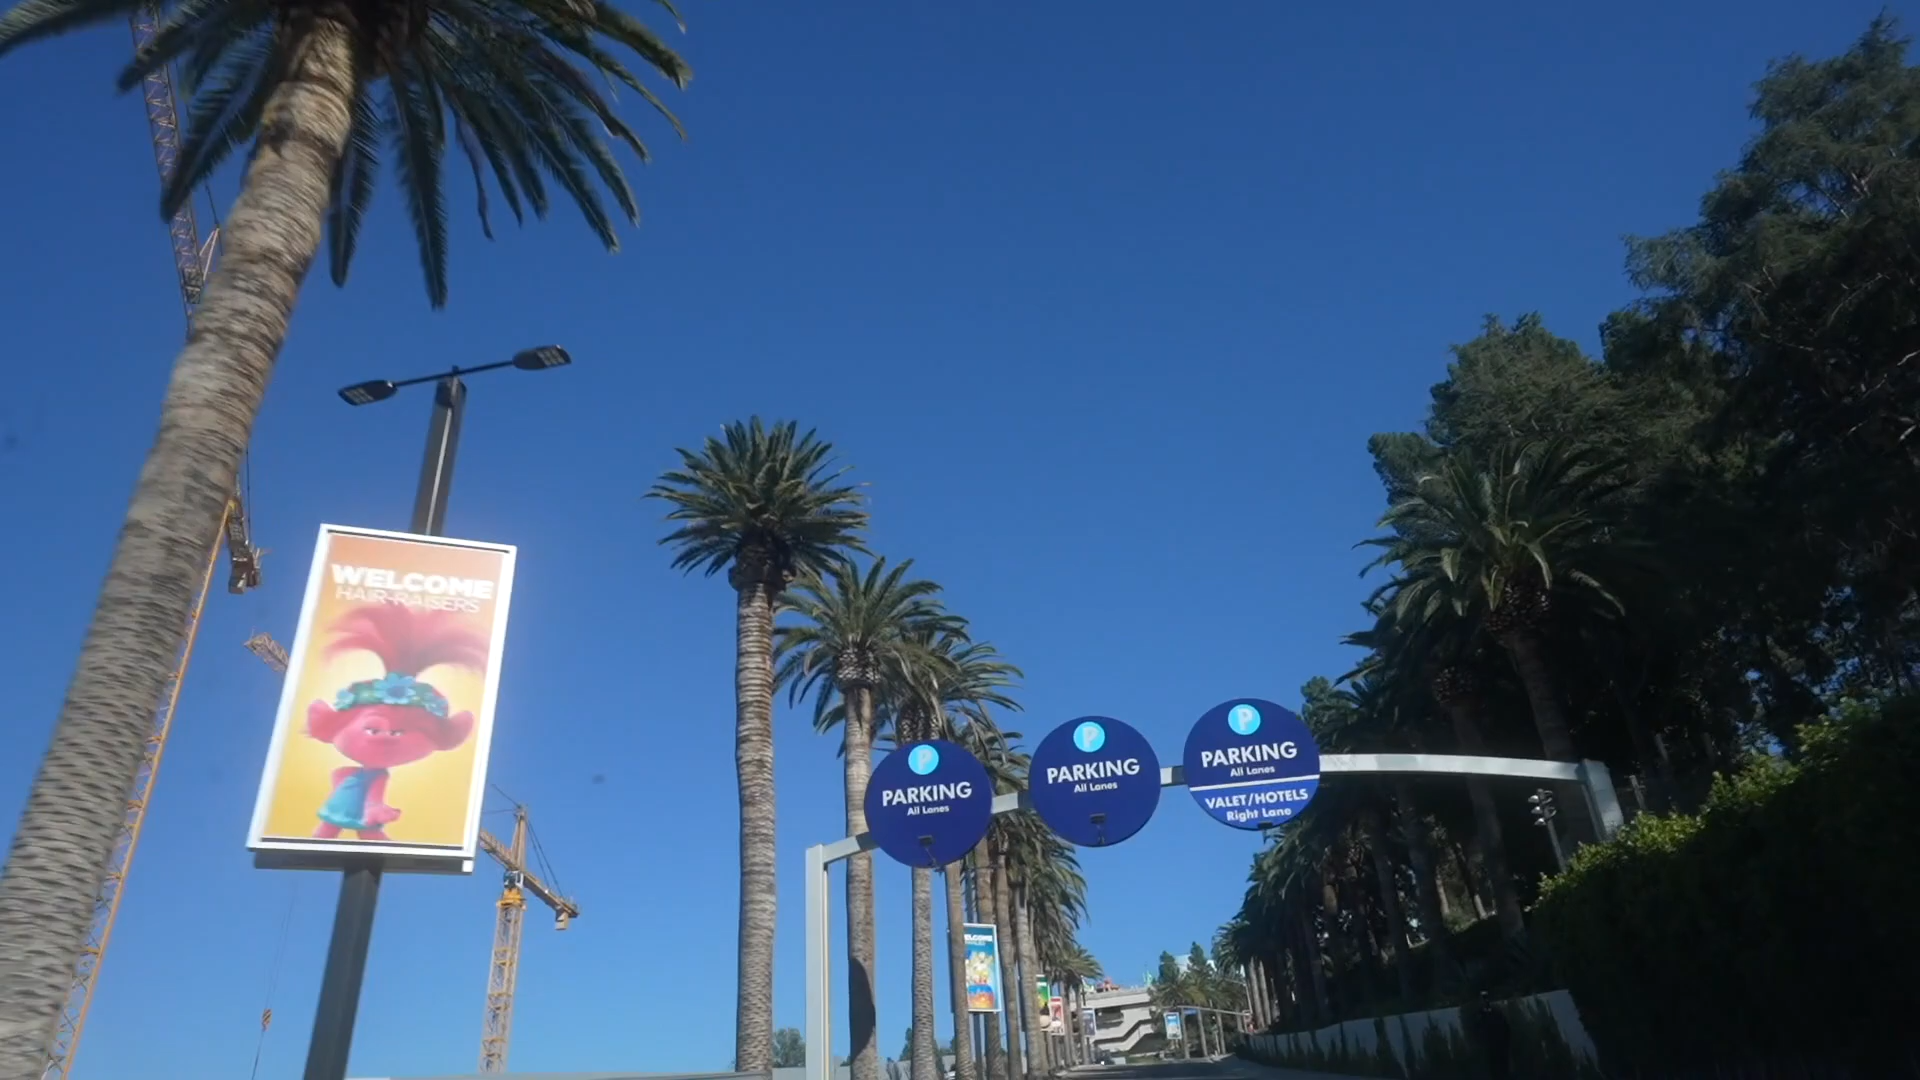 WELCOME
HAIR-RAISERS
P
PARKING
All Lanes
P
PARKING
All Lanes
P
PARKING
All Lanes
VALET/HOTELS
Right Lane